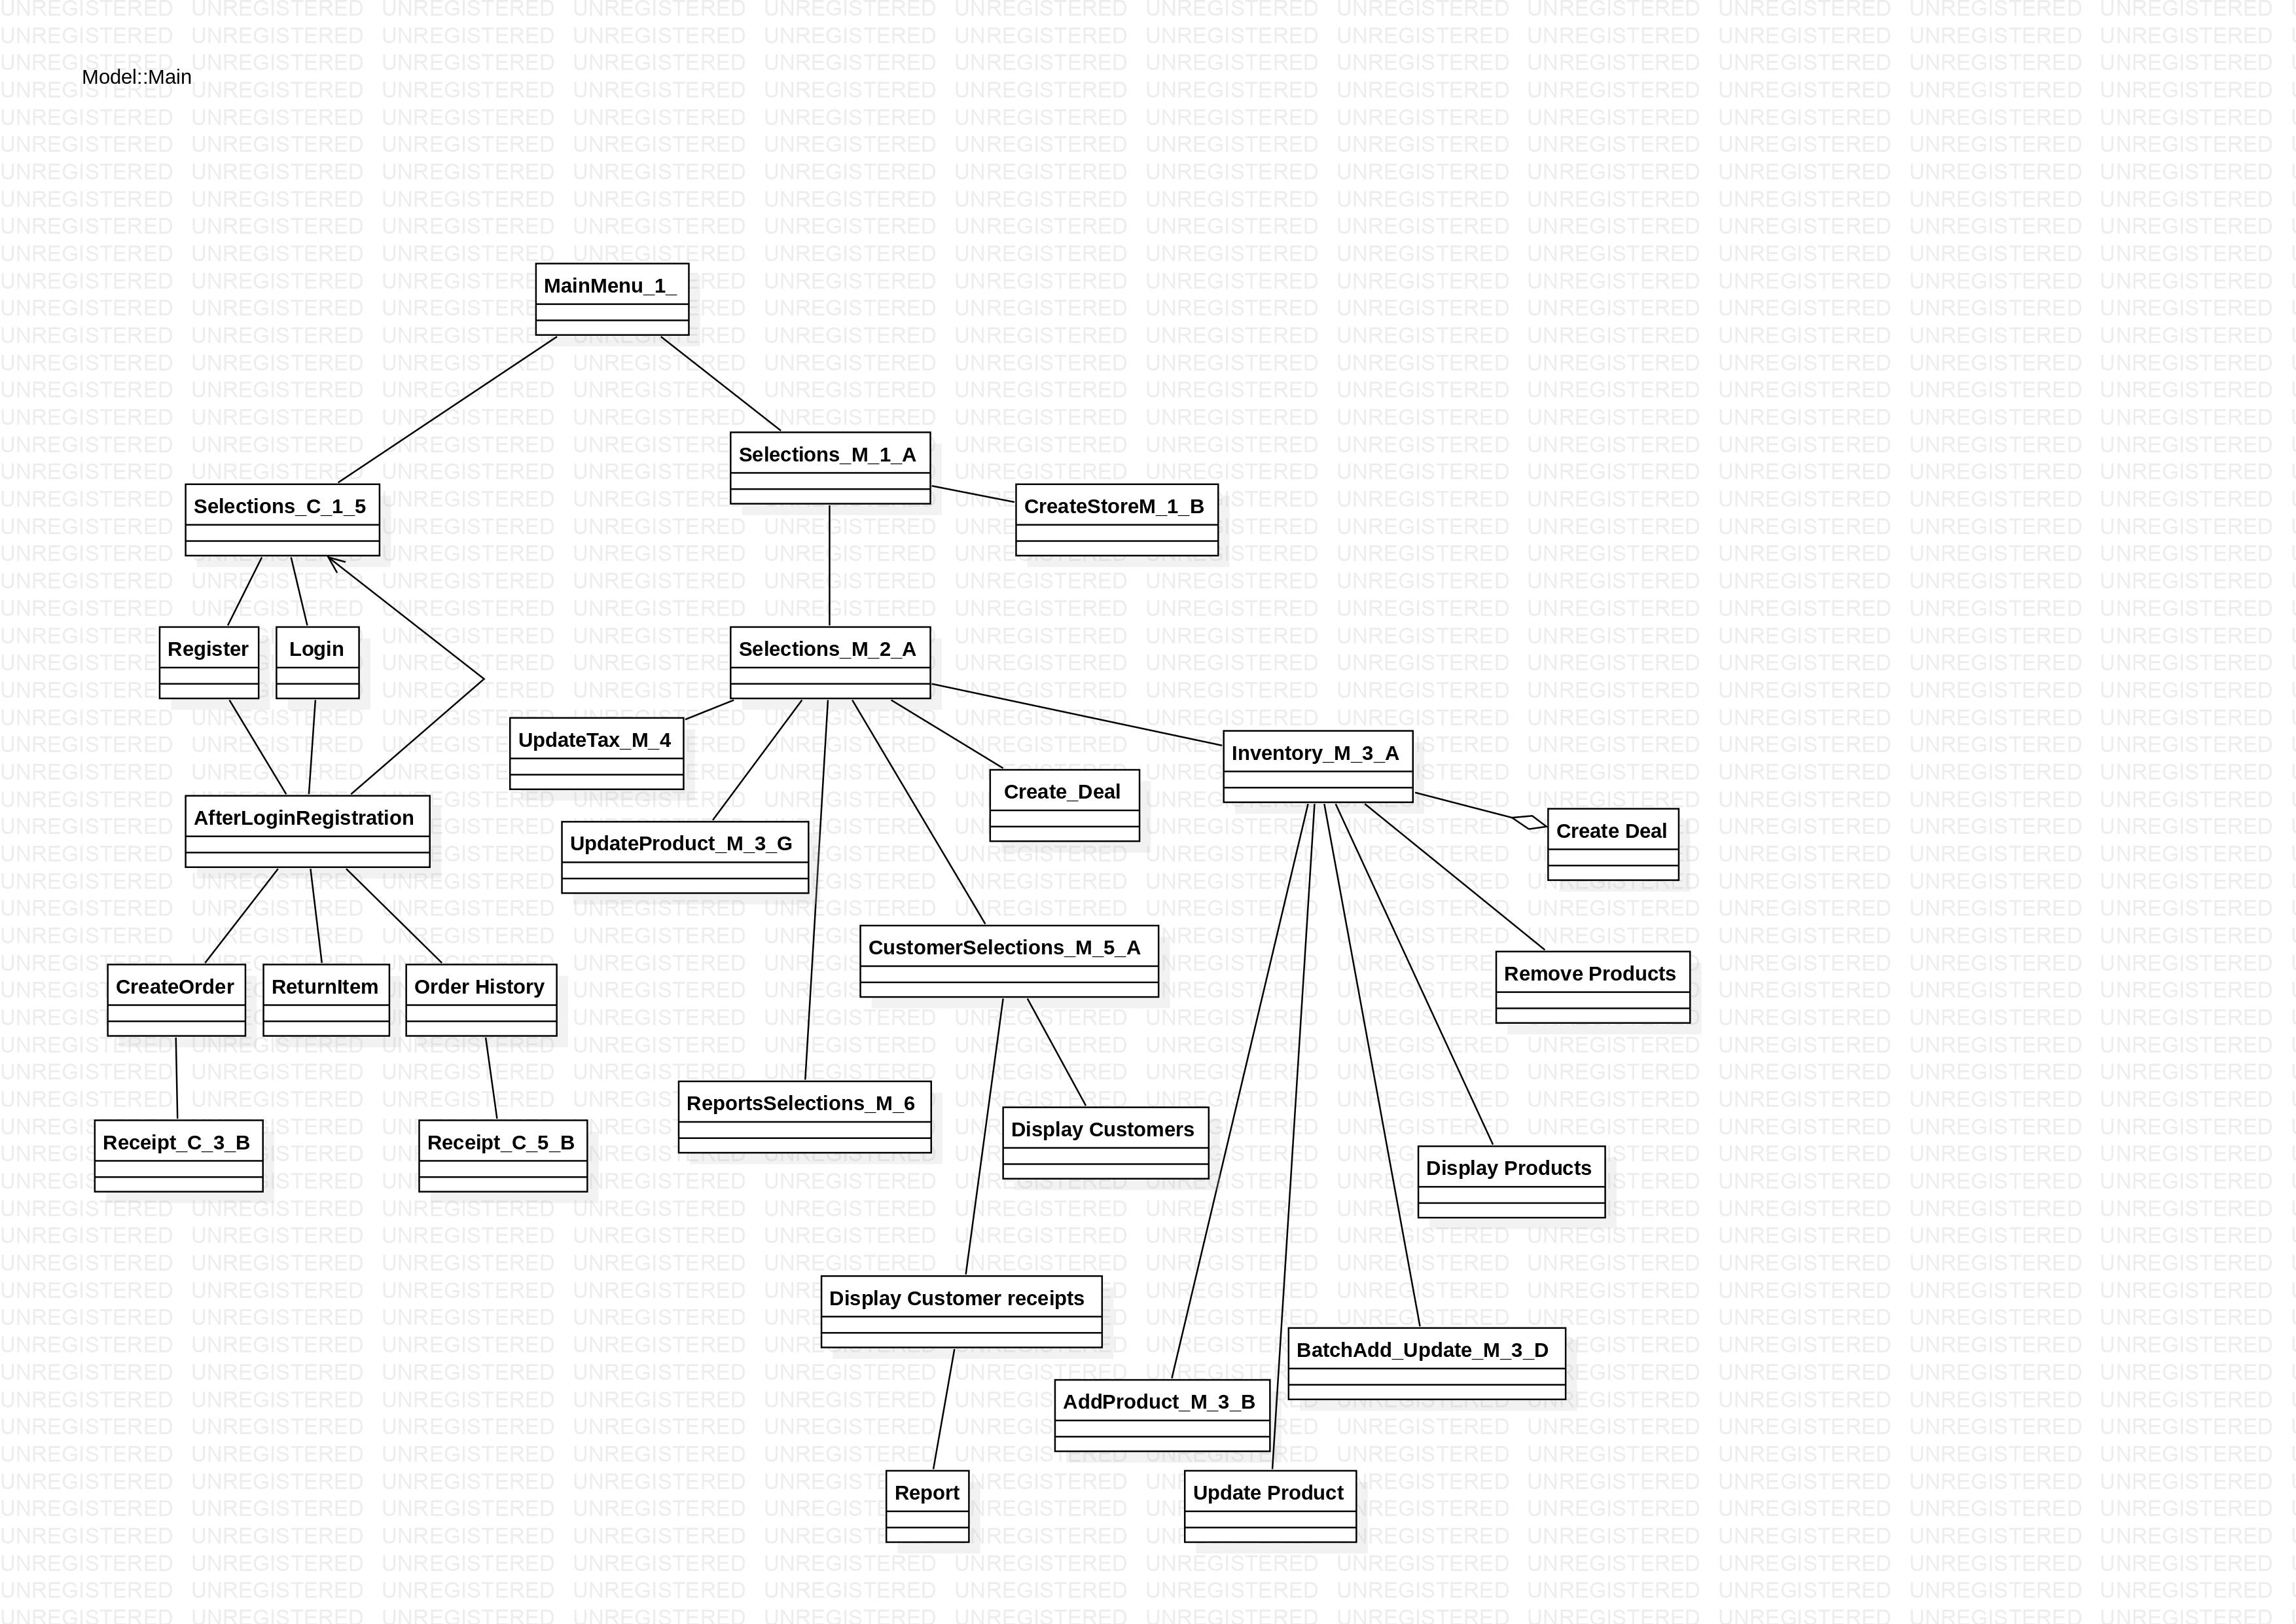 Model::Main
MainMenu_1_
Selections_M_1_A
Selections_C_1_5
CreateStoreM_1_B
Register
Login
Selections_M_2_A
UpdateTax_M_4
Inventory_M_3_A
Create_Deal
AfterLoginRegistration
Create Deal
UpdateProduct_M_3_G
CustomerSelections_M_5_A
Remove Products
CreateOrder
ReturnItem
Order History
ReportsSelections_M_6
Display Customers
Receipt_C_3_B
Receipt_C_5_B
Display Products
Display Customer receipts
BatchAdd_Update_M_3_D
AddProduct_M_3_B
Report
Update Product
UNREGISTERED